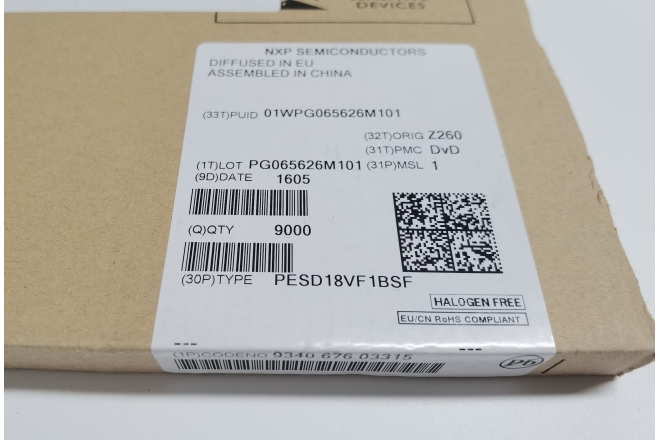 DEVICES
NXP SEMICONDUCTORS
DIFFUSED IN EU
ASSEMBLED IN CHINA
(33T)PUID 01WPG065626M101
(32T)ORIG Z260
(31T)PMC DvD
(1T)LOT PG065626M101 (31P)MSL 1
(9D)DATE 1605
(Q)QTY 9000
(30P)TYPE PESD18VF1BSF
HALOGEN FREE
EU/CN RoHS COMPLIANT
(1P)CODENO 9340 676 03315
Pb